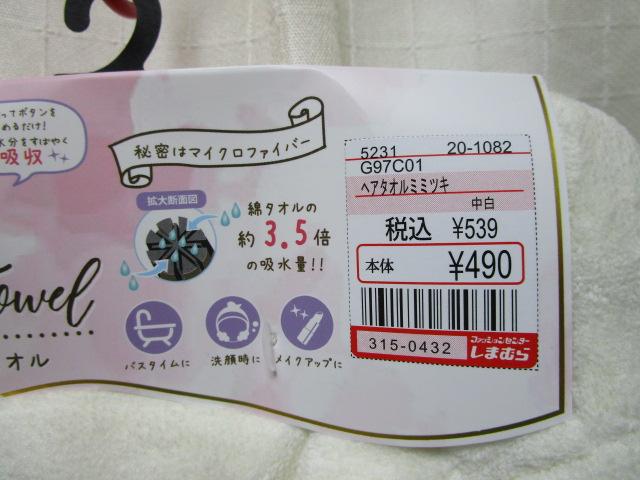 ってボタンを
めるだけ!
水分をすばやく
吸収
秘密はマイクロファイバー
拡大断面図
綿タオルの
約3.5倍
の吸水量!!
owel
オル
バスタイムに
洗顔時に
メイクアップに
5231 20-1082
G97C01
ヘアタオルミミツキ
中白
税込 ¥539
本体 ¥490
315-0432
ファッションセンター
しまむら